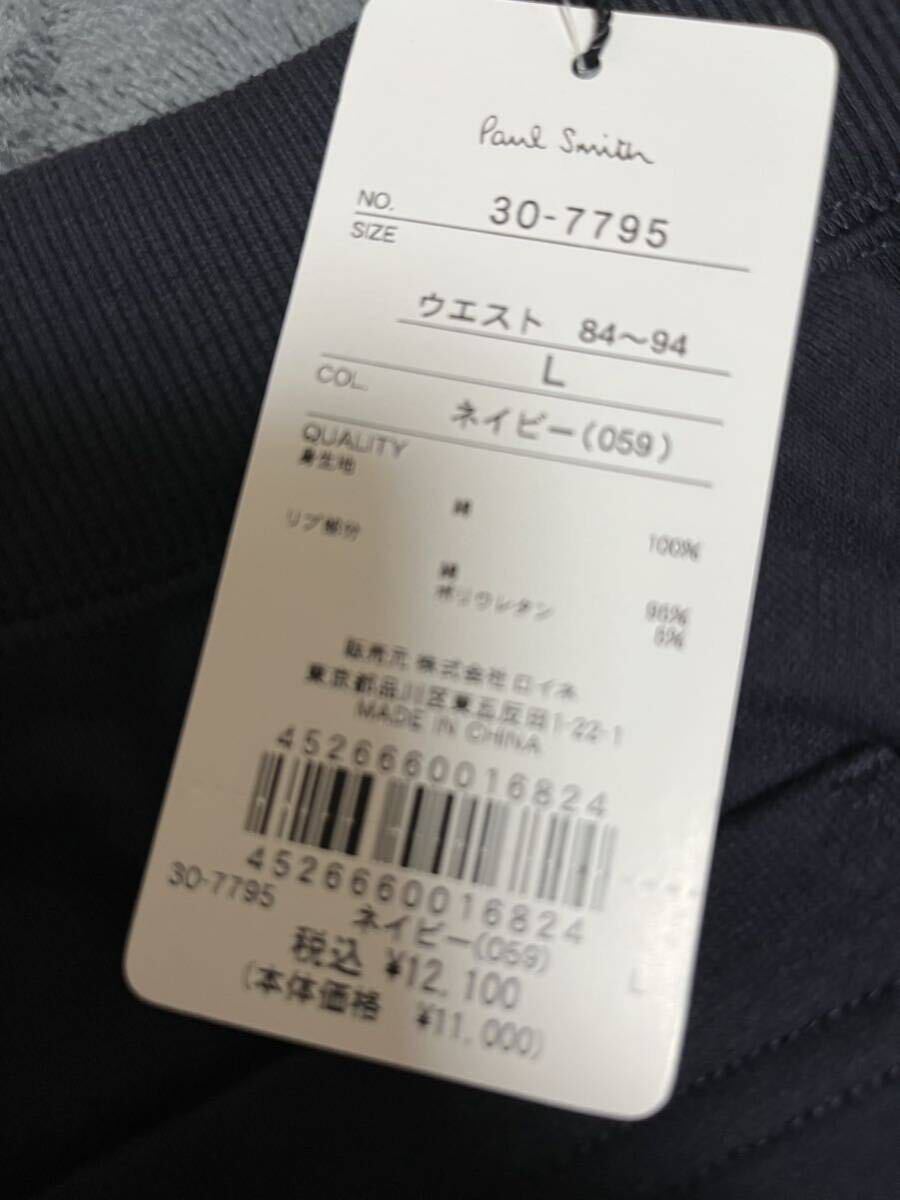 Paul Smith
NO. 30-7795
SIZE
ウエスト 84～94
L
COL. ネイビー(059)
QUALITY
身生地
綿 100%
リブ部分
綿 95%
ポリウレタン 5%
販売元 株式会社ロイネ
東京都品川区東五反田1-22-1
MADE IN CHINA
4526660016824
4526660016824
30-7795
ネイビー(059)
L
税込 ¥12,100
(本体価格 ¥11,000)